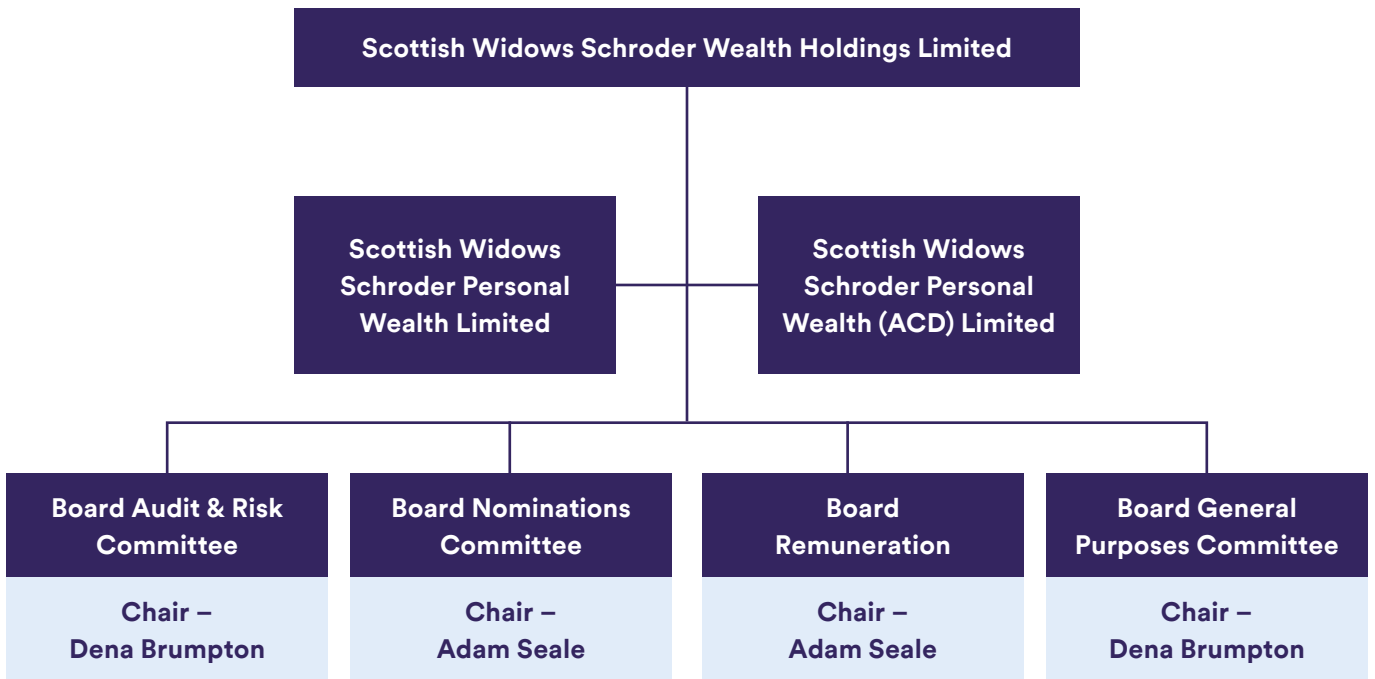 Scottish Widows Schroder Wealth Holdings Limited
Scottish Widows
Schroder Personal
Wealth Limited
Scottish Widows
Schroder Personal
Wealth (ACD) Limited
Board Audit & Risk
Committee
Chair –
Dena Brumpton
Board Nominations
Committee
Chair –
Adam Seale
Board
Remuneration
Chair –
Adam Seale
Board General
Purposes Committee
Chair –
Dena Brumpton